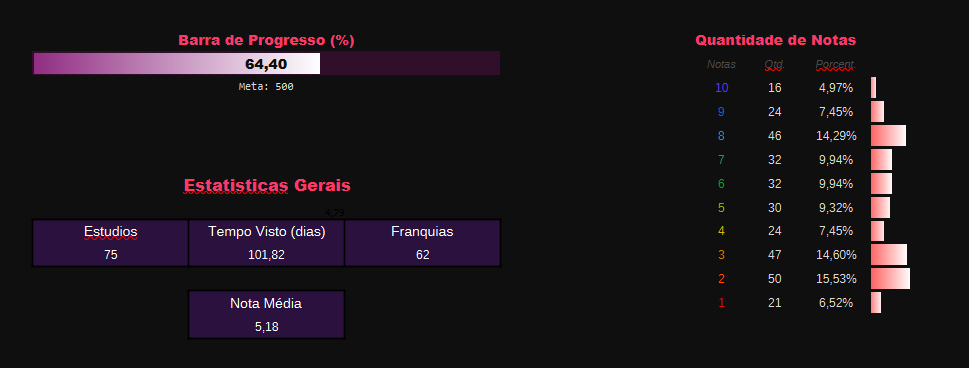 Barra de Progresso (%)
64,40
Meta: 500
Estatisticas Gerais
4,79
Estudios Tempo Visto (dias) Franquias
75 101,82 62
Nota Média
5,18
Quantidade de Notas
Notas Qtd. Porcent.
10 16 4,97%
9 24 7,45%
8 46 14,29%
7 32 9,94%
6 32 9,94%
5 30 9,32%
4 24 7,45%
3 47 14,60%
2 50 15,53%
1 21 6,52%